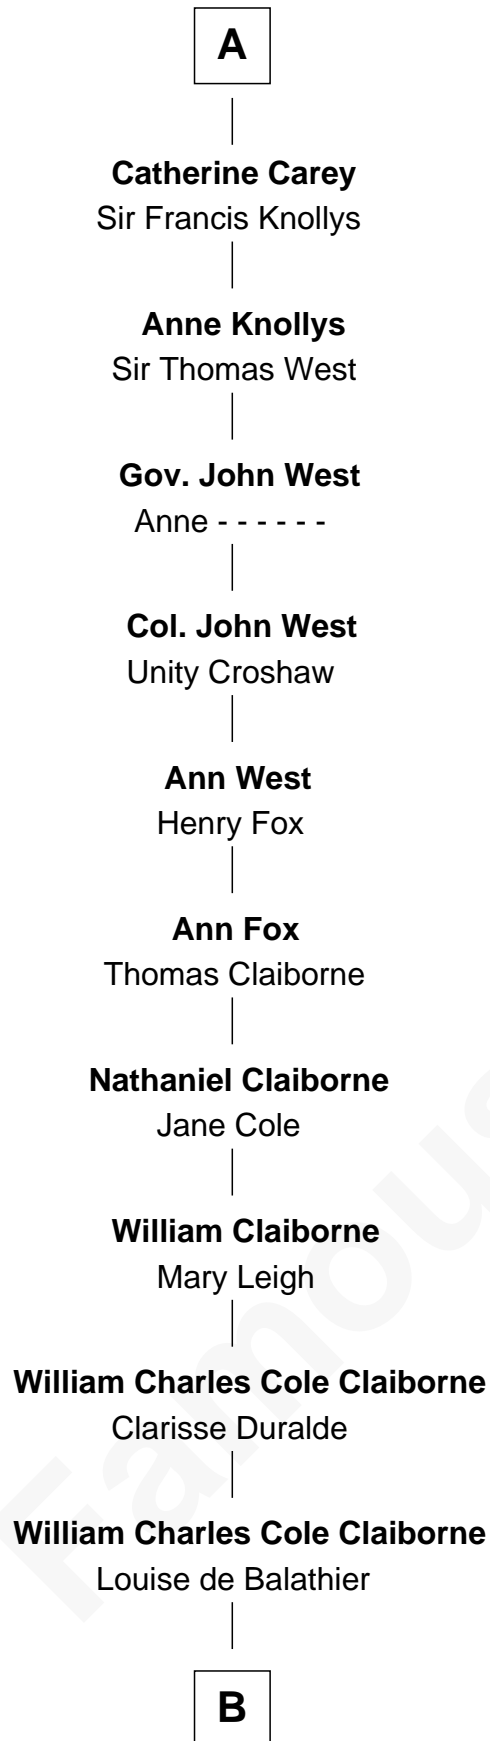 A
Catherine Carey
Sir Francis Knollys
Anne Knollys
Sir Thomas West
Gov. John West
Anne - - - - - -
Col. John West
Unity Croshaw
Ann West
Henry Fox
Ann Fox
Thomas Claiborne
Nathaniel Claiborne
Jane Cole
William Claiborne
Mary Leigh
William Charles Cole Claiborne
Clarisse Duralde
William Charles Cole Claiborne
Louise de Balathier
B
Famous